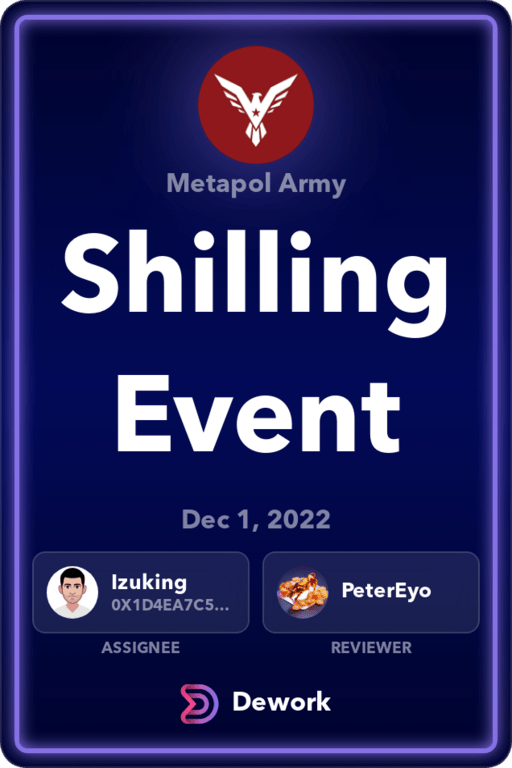 Metapol Army
Shilling
Event
Dec 1, 2022
Izuking
0X1D4EA7C5...
ASSIGNEE
PeterEyo
REVIEWER
Dework